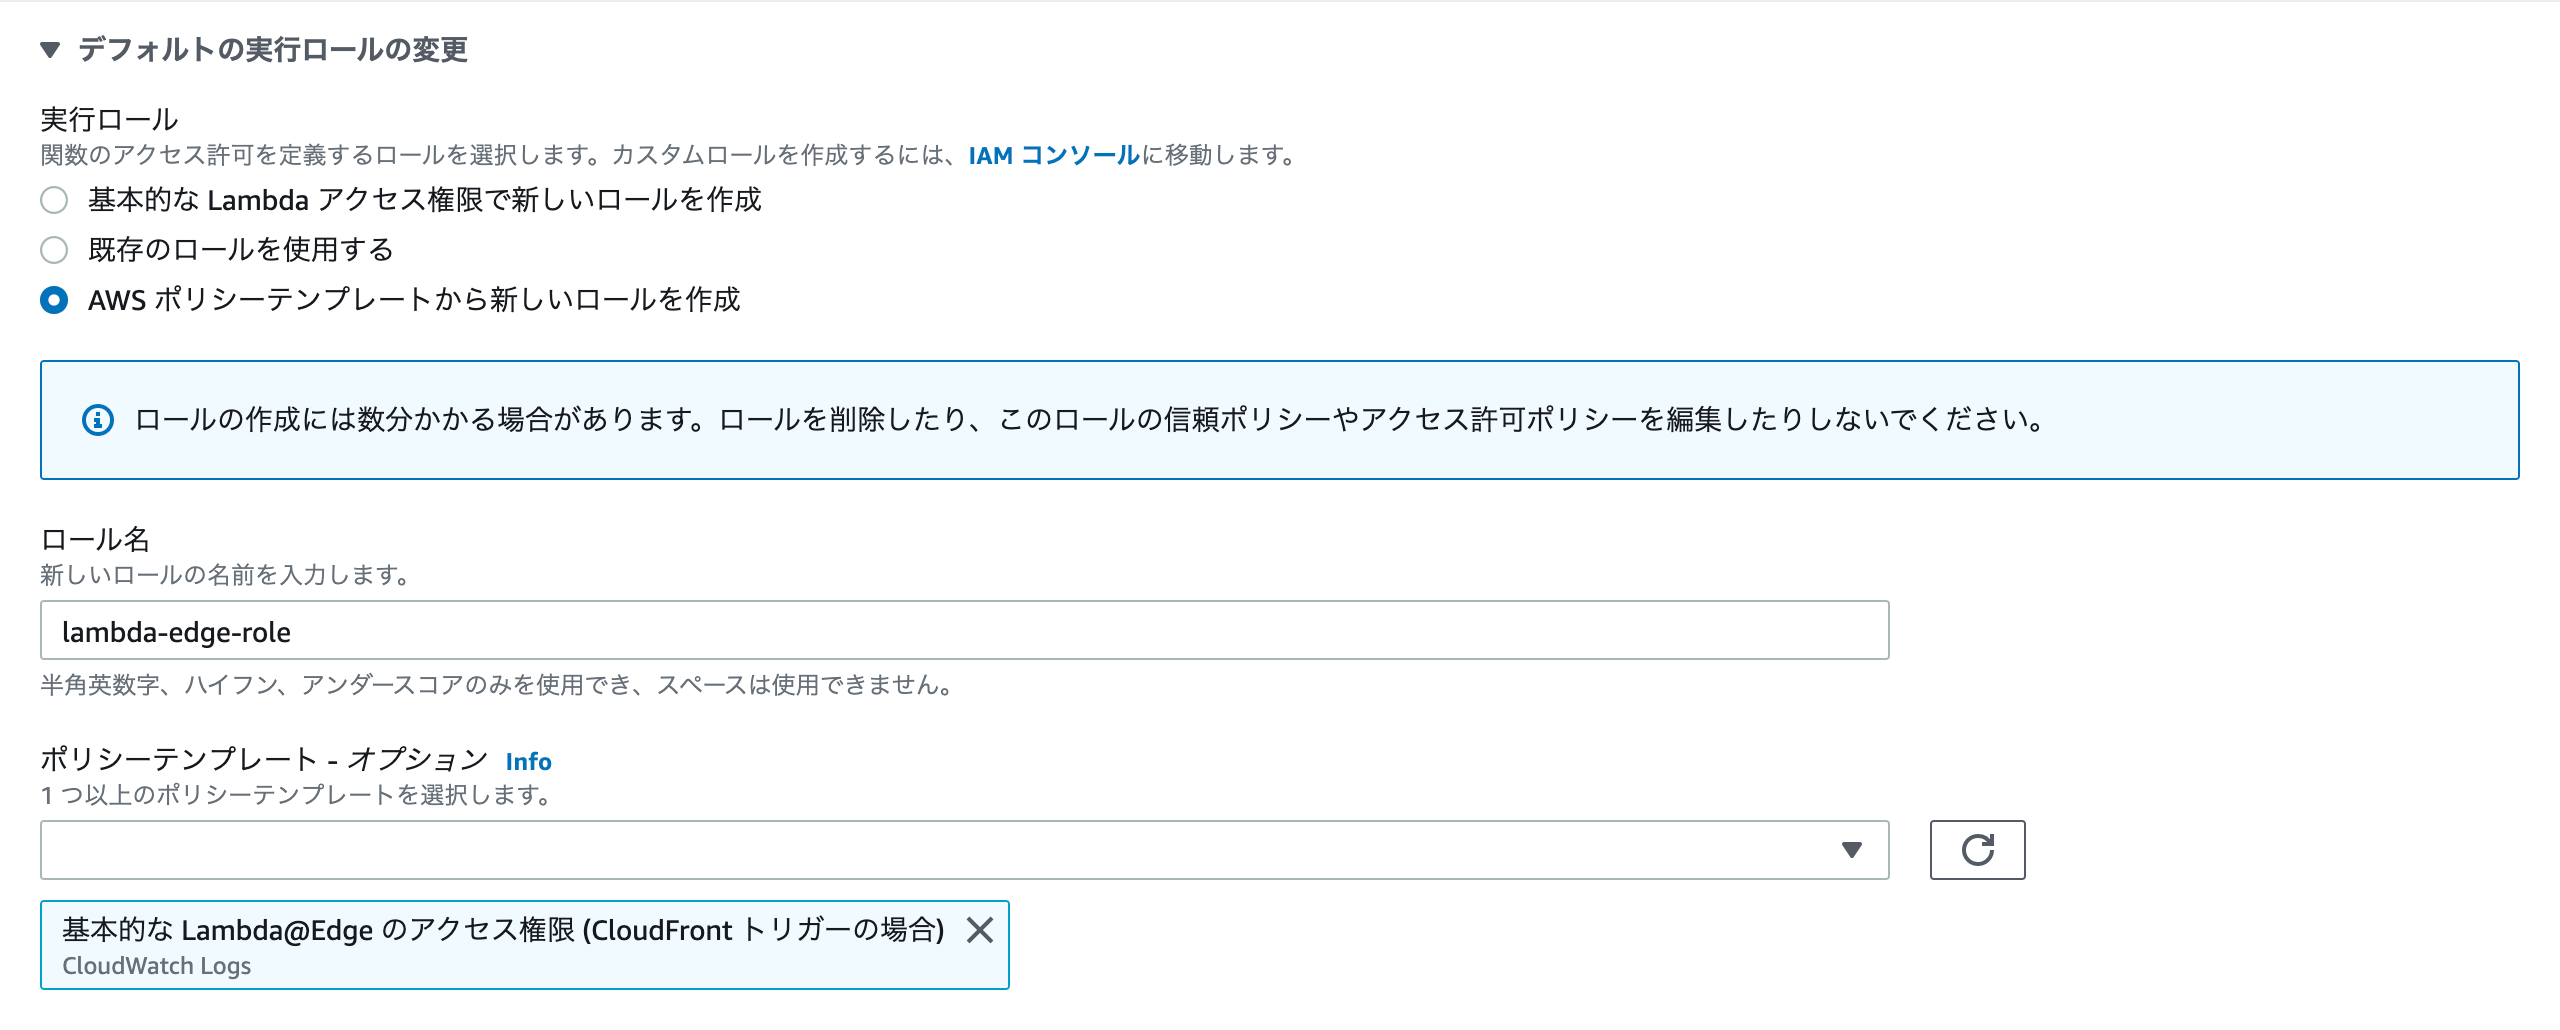 デフォルトの実行ロールの変更
実行ロール
関数のアクセス許可を定義するロールを選択します。カスタムロールを作成するには、IAM コンソールに移動します。
基本的な Lambda アクセス権限で新しいロールを作成
既存のロールを使用する
AWS ポリシーテンプレートから新しいロールを作成
ロールの作成には数分かかる場合があります。ロールを削除したり、このロールの信頼ポリシーやアクセス許可ポリシーを編集したりしないでください。
ロール名
新しいロールの名前を入力します。
lambda-edge-role
半角英数字、ハイフン、アンダースコアのみを使用でき、スペースは使用できません。
ポリシーテンプレート - オプション Info
1 つ以上のポリシーテンプレートを選択します。
基本的な Lambda@Edge のアクセス権限 (CloudFront トリガーの場合)
CloudWatch Logs